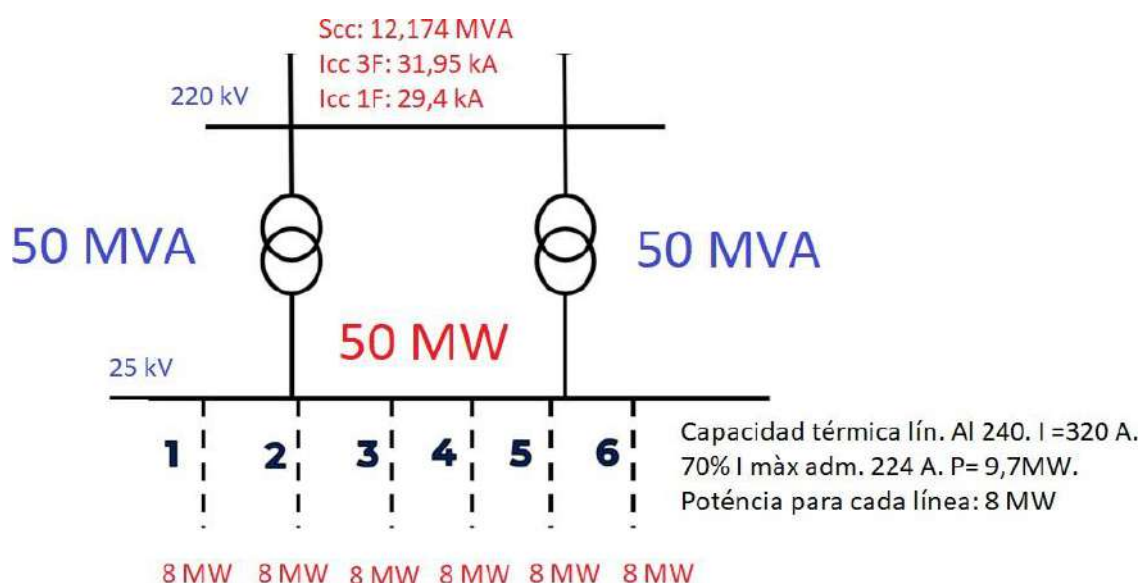 Scc: 12,174 MVA
Icc 3F: 31,95 kA
Icc 1F: 29,4 kA
220 kV
50 MVA
50 MVA
50 MW
25 kV
1 2 3 4 5 6
Capacidad térmica lín. Al 240. I =320 A.
70% I màx adm. 224 A. P= 9,7MW.
Poténcia para cada línea: 8 MW
8 MW 8 MW 8 MW 8 MW 8 MW 8 MW